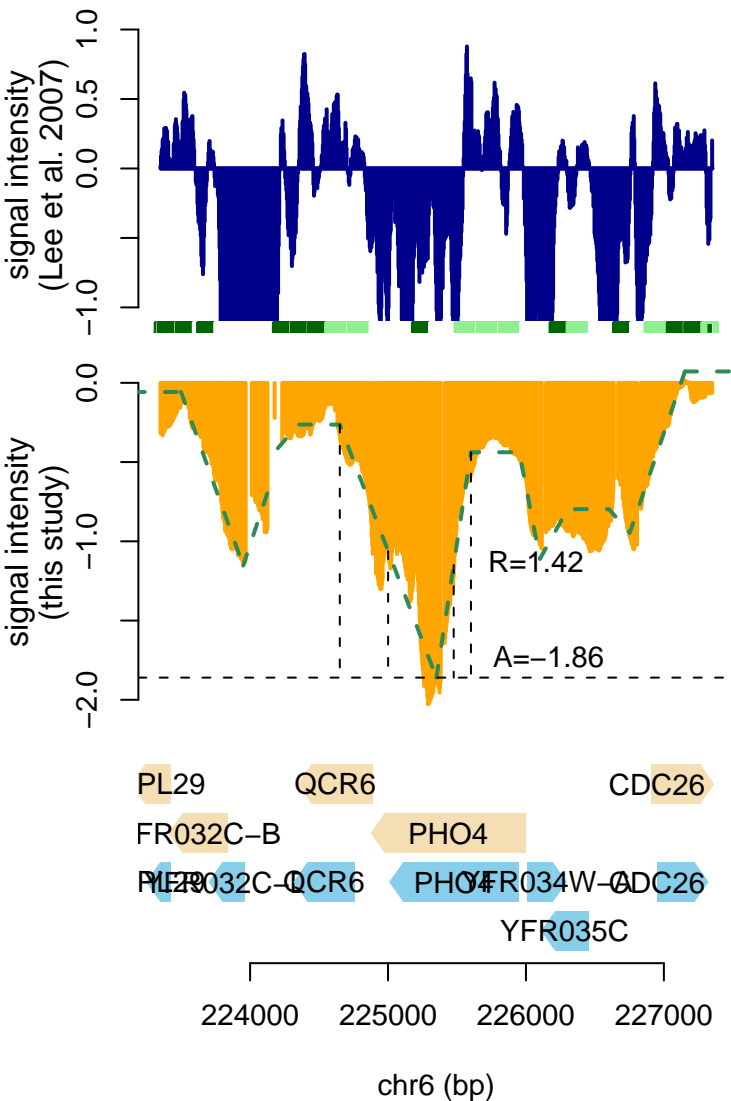 signal intensity
(Lee et al. 2007)
1.0
0.5
0.0
−1.0
signal intensity
(this study)
0.0
−1.0
−2.0
R=1.42
A=−1.86
PL29
QCR6
CDC26
FR032C−B
PHO4
PL29
YFR032C−
QCR6
PHO4
YFR034W−A
CDC26
YFR035C
224000 225000 226000 227000
chr6 (bp)